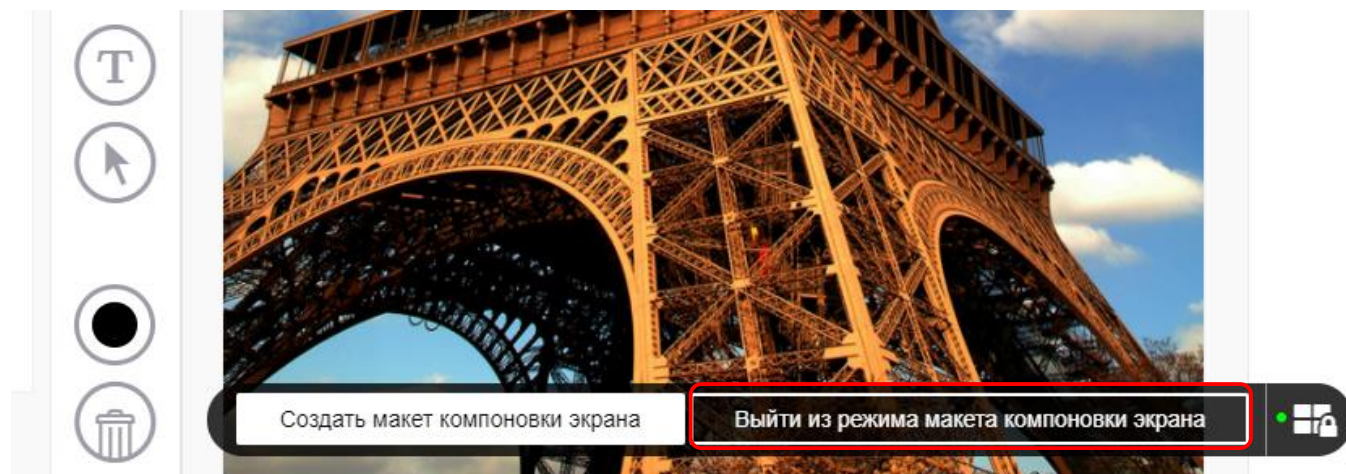 T
Создать макет компоновки экрана
Выйти из режима макета компоновки экрана